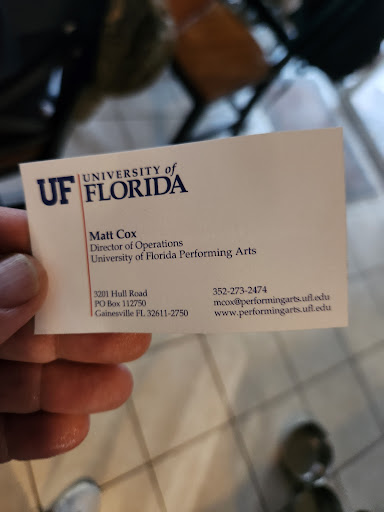 UF UNIVERSITY of
FLORIDA
Matt Cox
Director of Operations
University of Florida Performing Arts
3201 Hull Road
PO Box 112750
Gainesville FL 32611-2750
352-273-2474
mcox@performingarts.ufl.edu
www.performingarts.ufl.edu